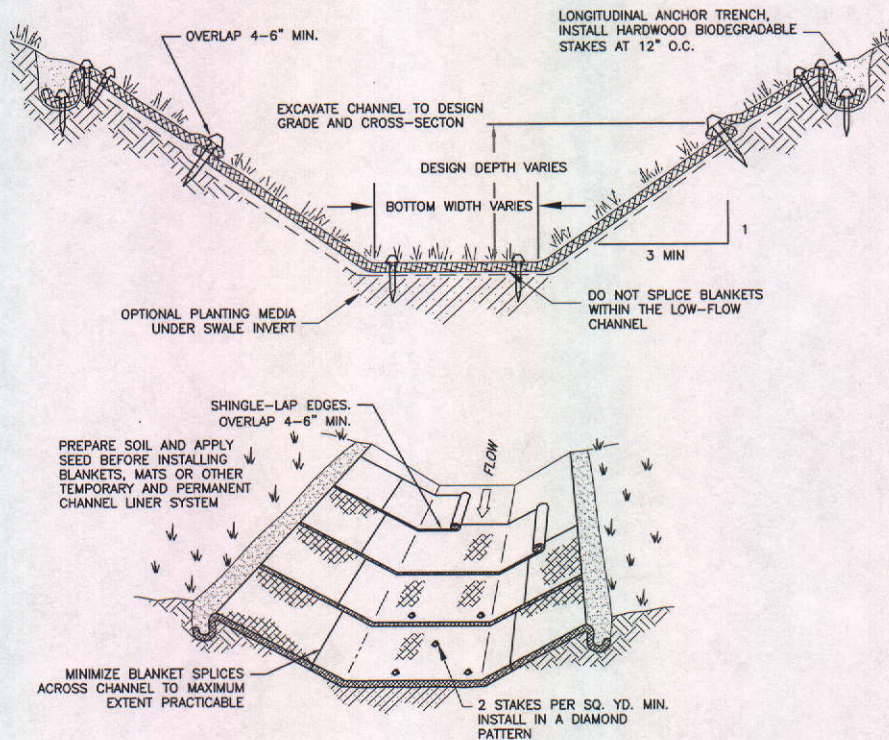 OVERLAP 4-6" MIN.
LONGITUDINAL ANCHOR TRENCH,
INSTALL HARDWOOD BIODEGRADABLE
STAKES AT 12" O.C.
EXCAVATE CHANNEL TO DESIGN
GRADE AND CROSS-SECTON
DESIGN DEPTH VARIES
BOTTOM WIDTH VARIES
1
3 MIN
OPTIONAL PLANTING MEDIA
UNDER SWALE INVERT
DO NOT SPLICE BLANKETS
WITHIN THE LOW-FLOW
CHANNEL
SHINGLE-LAP EDGES.
OVERLAP 4-6" MIN.
PREPARE SOIL AND APPLY
SEED BEFORE INSTALLING
BLANKETS, MATS OR OTHER
TEMPORARY AND PERMANENT
CHANNEL LINER SYSTEM
FLOW
MINIMIZE BLANKET SPLICES
ACROSS CHANNEL TO MAXIMUM
EXTENT PRACTICABLE
2 STAKES PER SQ. YD. MIN.
INSTALL IN A DIAMOND
PATTERN